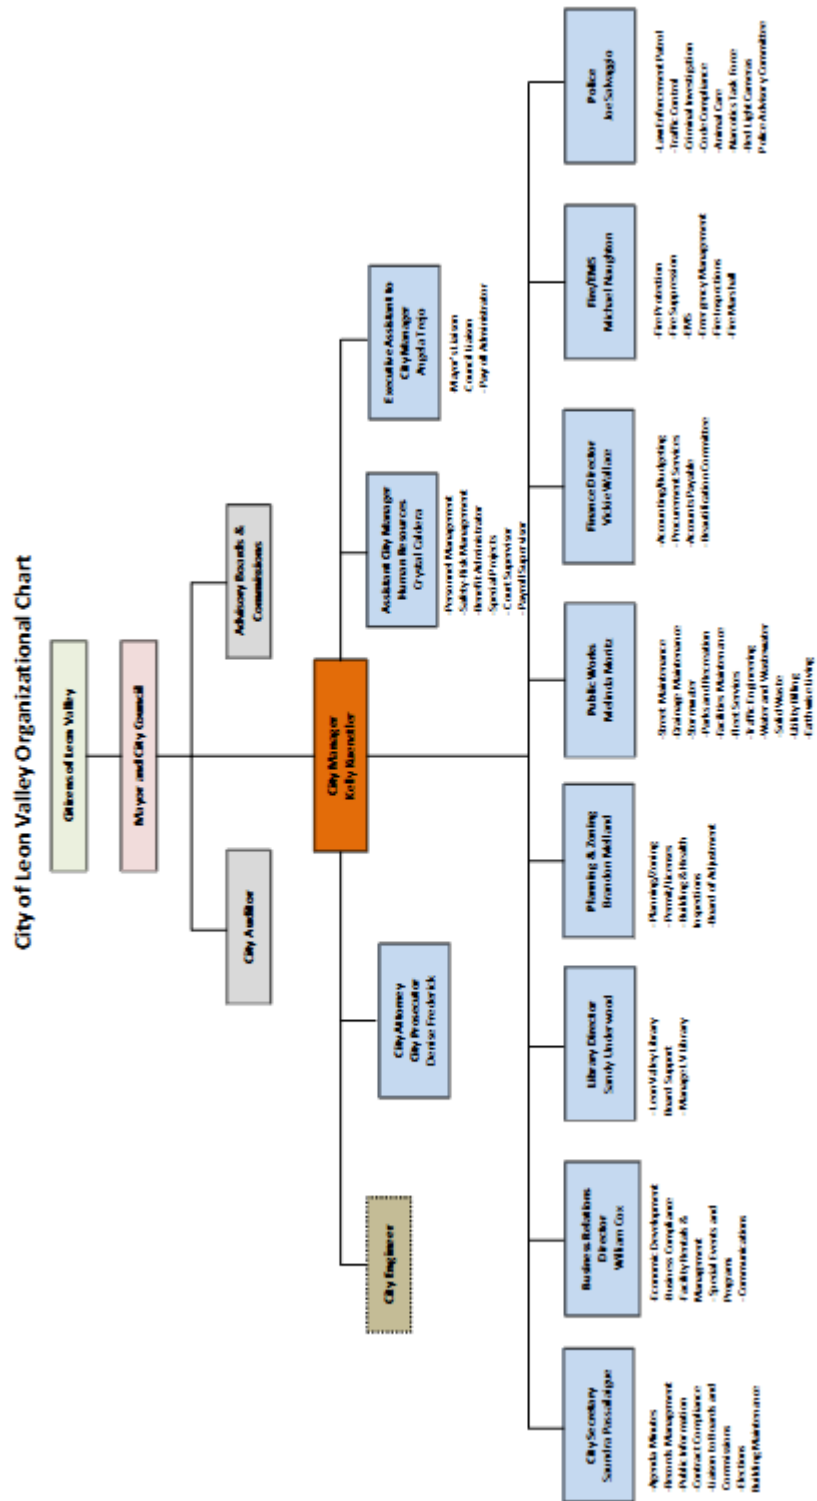 City of Leon Valley Organizational Chart
Citizens of Leon Valley
Mayor and City Council
City Auditor
Advisory Boards &
Commissions
City Manager
Kelly Kuenstler
City Engineer
City Attorney
City Prosecutor
Denise Frederick
Assistant City Manager
Human Resources
Crystal Caldera
-Personnel Management
-Safety-Risk Management
-Benefit Administrator
-Special Projects
- Court Supervisor
- Payroll Supervisor
Executive Assistant to
City Manager
Angela Trejo
Mayor's Liaison
Council Liaison
- Payroll Administrator
City Secretary
Saundra Passailaigue
-Agenda Minutes
-Records Management
-Public Information
-Contract Compliance
-Liaison to Boards and
Commissions
-Elections
Building Maintenance
Business Relations
Director
William Cox
-Economic Development
Business Compliance
-Facility Rentals &
Management
- Special Events and
Programs
- Communications
Library Director
Sandy Underwood
- Leon Valley Library
Board Support
- Manage LV Library
Planning & Zoning
Brandon Melland
- Planning/Zoning
- Permit/Licenses
- Building & Health
Inspections
- Board of Adjustment
Public Works
Melinda Moritz
-Street Maintenance
-Drainage Maintenance
-Stormwater
-Parks and Recreation
-Facilities Maintenance
-Fleet Services
-Traffic Engineering
-Water and Wastewater
-Solid Waste
-Utility Billing
- Earthwise Living
Finance Director
Vickie Wallace
- Accounting/Budgeting
- Procurement Services
- Accounts Payable
- Beautification Committee
Fire/EMS
Michael Naughton
- Fire Protection
- Fire Suppression
- EMS
- Emergency Management
- Fire Inspections
- Fire Marshall
Police
Joe Salvaggio
- Law Enforcement Patrol
- Traffic Control
- Criminal Investigation
- Code Compliance
- Animal Care
- Narcotics Task Force
- Red Light Cameras
Police Advisory Committee